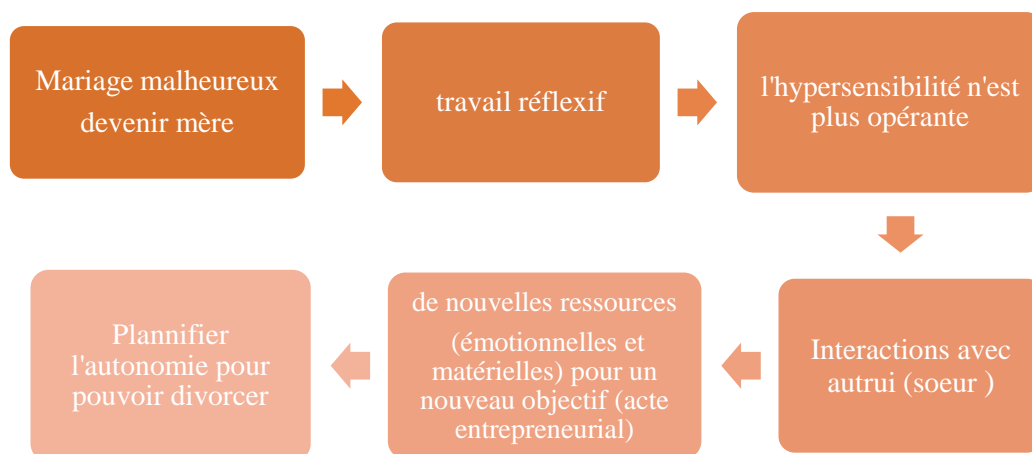 Mariage malheureux
devenir mère
travail réflexif
l'hypersensibilité n'est
plus opérante
Interactions avec
autrui (soeur )
de nouvelles ressources
(émotionnelles et
matérielles) pour un
nouveau objectif (acte
entrepreneurial)
Plannifier
l'autonomie pour
pouvoir divorcer